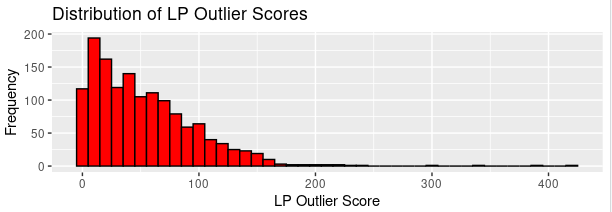 Distribution of LP Outlier Scores
200
150
100
50
0
Frequency
0 100 200 300 400
LP Outlier Score